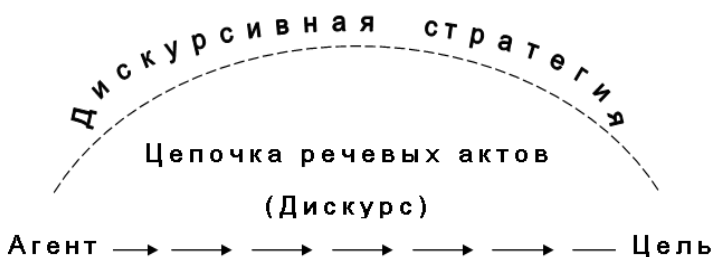 Дискурсивная стратегия
Цепочка речевых актов
(Дискурс)
Агент Цель